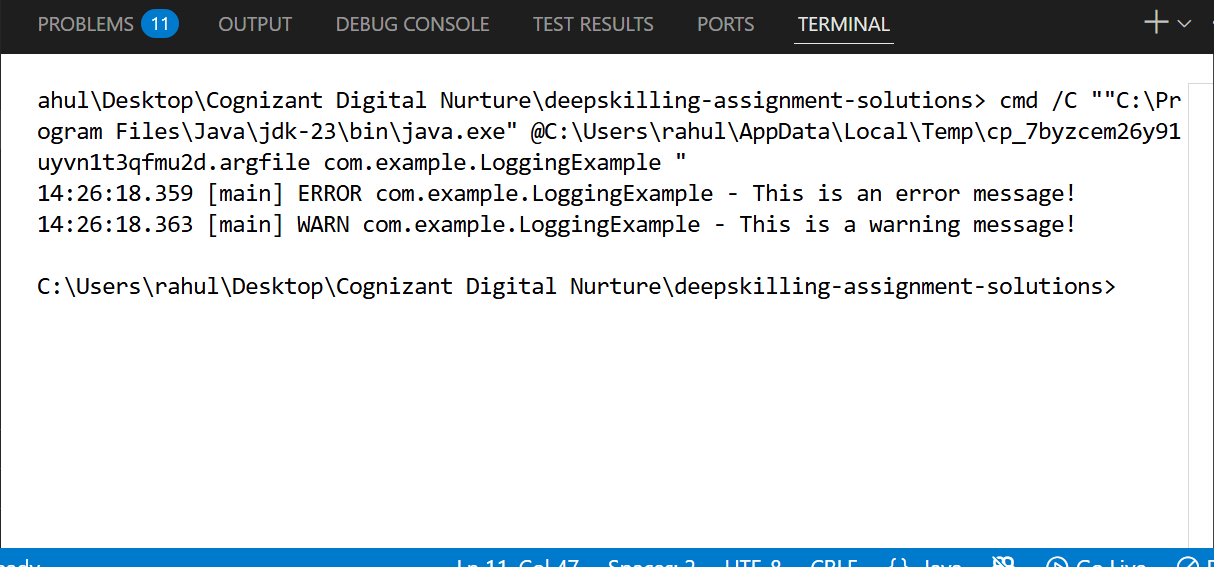 PROBLEMS 11 OUTPUT DEBUG CONSOLE TEST RESULTS PORTS TERMINAL
ahul\Desktop\Cognizant Digital Nurture\deepskilling-assignment-solutions> cmd /C ""C:\Pr
ogram Files\Java\jdk-23\bin\java.exe" @C:\Users\rahul\AppData\Local\Temp\cp_7byzcem26y91
uyvn1t3qfmu2d.argfile com.example.LoggingExample "
14:26:18.359 [main] ERROR com.example.LoggingExample - This is an error message!
14:26:18.363 [main] WARN com.example.LoggingExample - This is a warning message!
C:\Users\rahul\Desktop\Cognizant Digital Nurture\deepskilling-assignment-solutions>
Ln 11, Col 47 Spaces: 2 UTF-8 CRLF {} Java Go Live